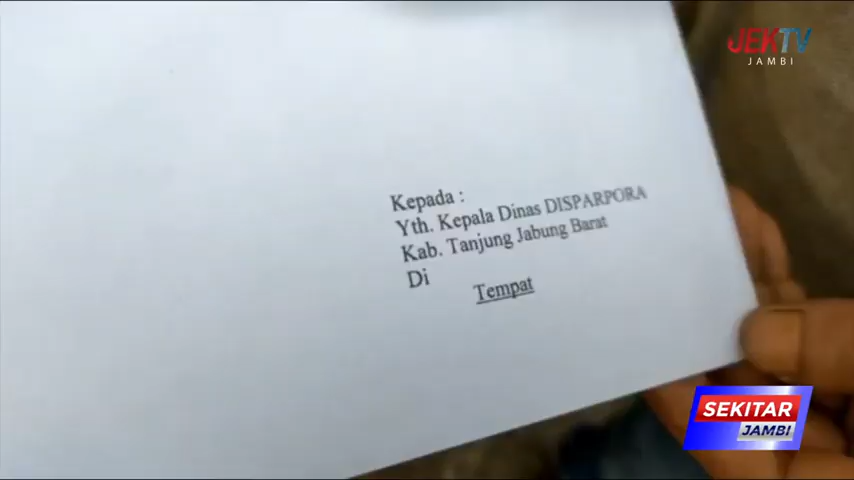 JEKTV
JAMBI
Kepada :
Yth. Kepala Dinas DISPARPORA
Kab. Tanjung Jabung Barat
Di
Tempat
SEKITAR
JAMBI